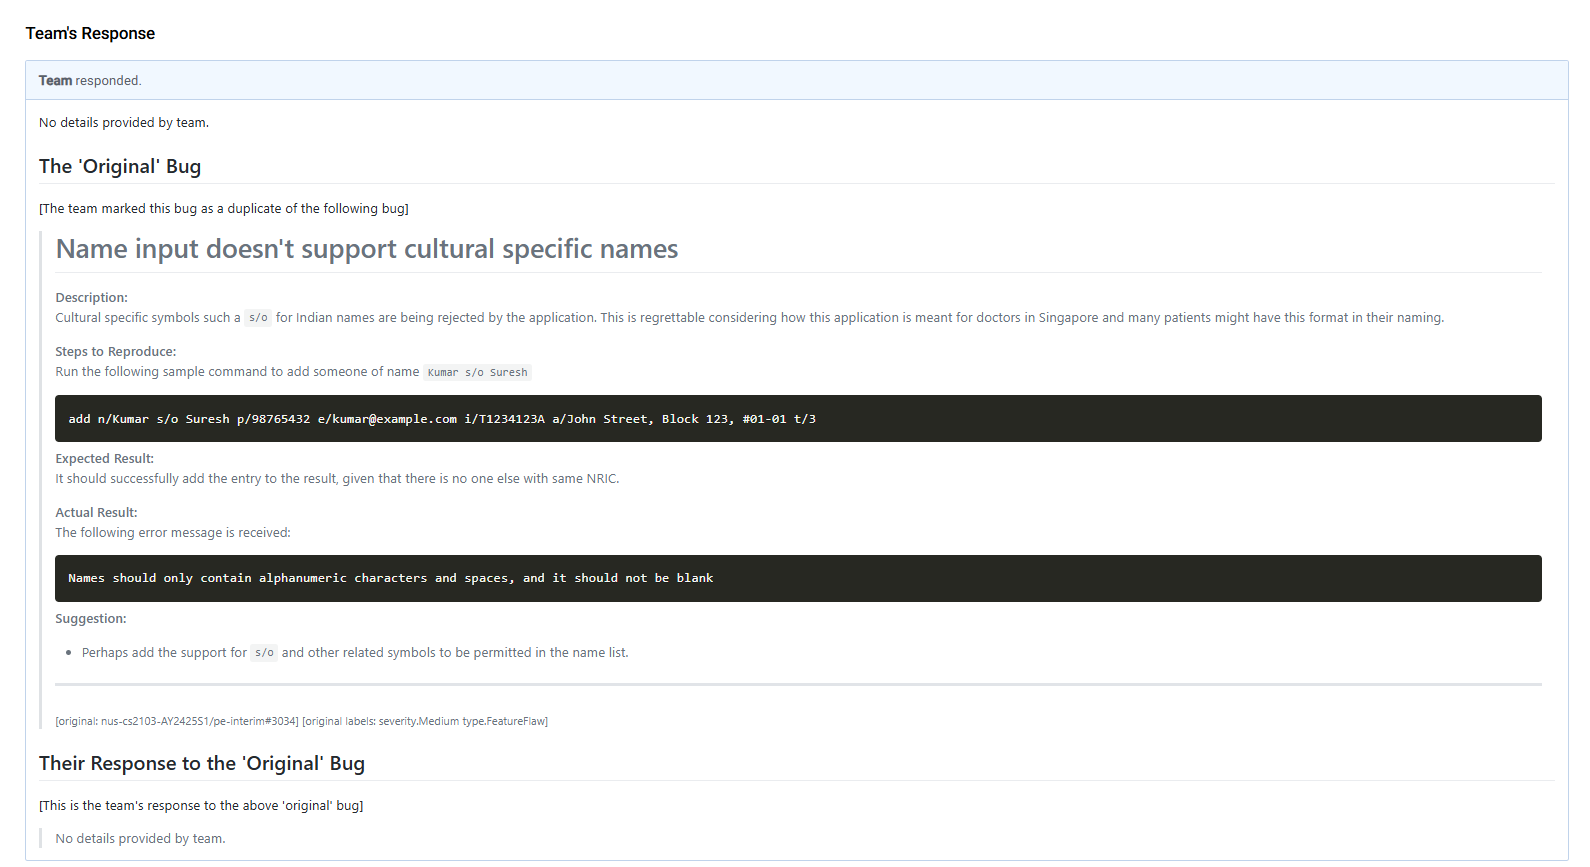 Team's Response
Team responded.
No details provided by team.
The 'Original' Bug
[The team marked this bug as a duplicate of the following bug]
Name input doesn't support cultural specific names
Description:
Cultural specific symbols such a s/o for Indian names are being rejected by the application. This is regrettable considering how this application is meant for doctors in Singapore and many patients might have this format in their naming.
Steps to Reproduce:
Run the following sample command to add someone of name Kumar s/o Suresh
add n/Kumar s/o Suresh p/98765432 e/kumar@example.com i/T1234123A a/John Street, Block 123, #01-01 t/3
Expected Result:
It should successfully add the entry to the result, given that there is no one else with same NRIC.
Actual Result:
The following error message is received:
Names should only contain alphanumeric characters and spaces, and it should not be blank
Suggestion:
• Perhaps add the support for s/o and other related symbols to be permitted in the name list.
[original: nus-cs2103-AY2425S1/pe-interim#3034] [original labels: severity.Medium type.FeatureFlaw]
Their Response to the 'Original' Bug
[This is the team's response to the above 'original' bug]
No details provided by team.